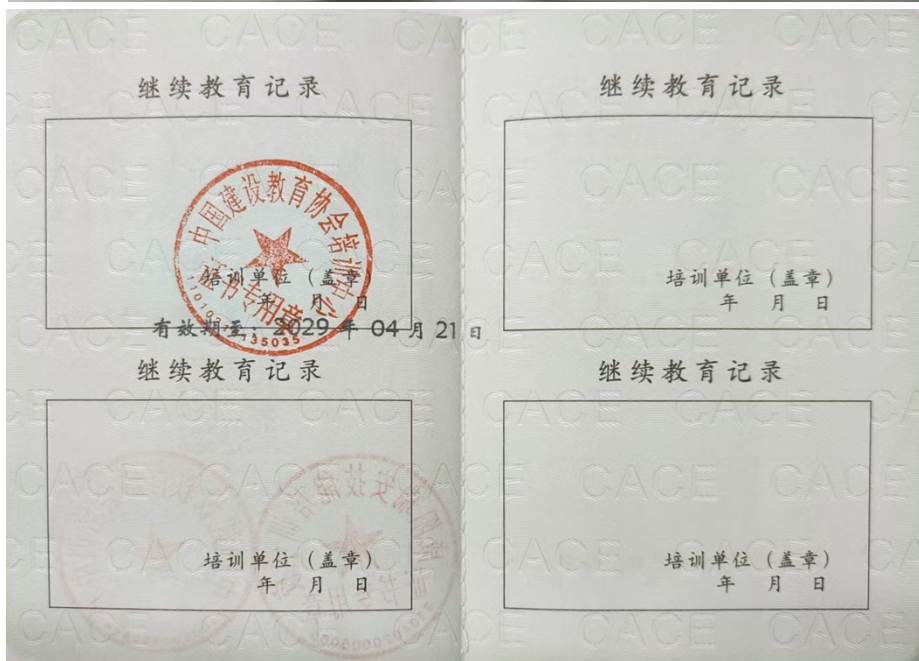 CACE
继续教育记录
中国建设教育协会培训中心
证书专用章
培训单位（盖章）
年 月 日
有效期至：2029 年 04 月 21 日
继续教育记录
培训单位（盖章）
年 月 日
继续教育记录
培训单位（盖章）
年 月 日
继续教育记录
培训单位（盖章）
年 月 日